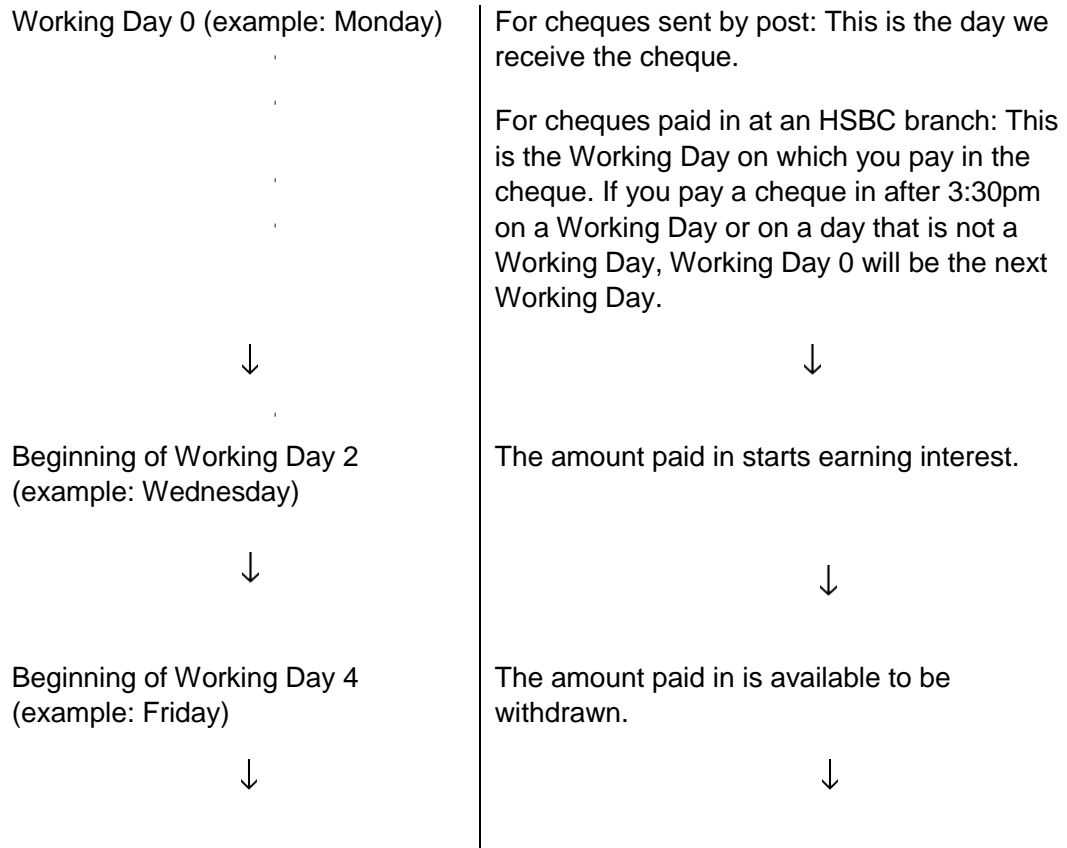 Working Day 0 (example: Monday)
For cheques sent by post: This is the day we
receive the cheque.
For cheques paid in at an HSBC branch: This
is the Working Day on which you pay in the
cheque. If you pay a cheque in after 3:30pm
on a Working Day or on a day that is not a
Working Day, Working Day 0 will be the next
Working Day.
↓
↓
Beginning of Working Day 2
(example: Wednesday)
The amount paid in starts earning interest.
↓
↓
Beginning of Working Day 4
(example: Friday)
The amount paid in is available to be
withdrawn.
↓
↓